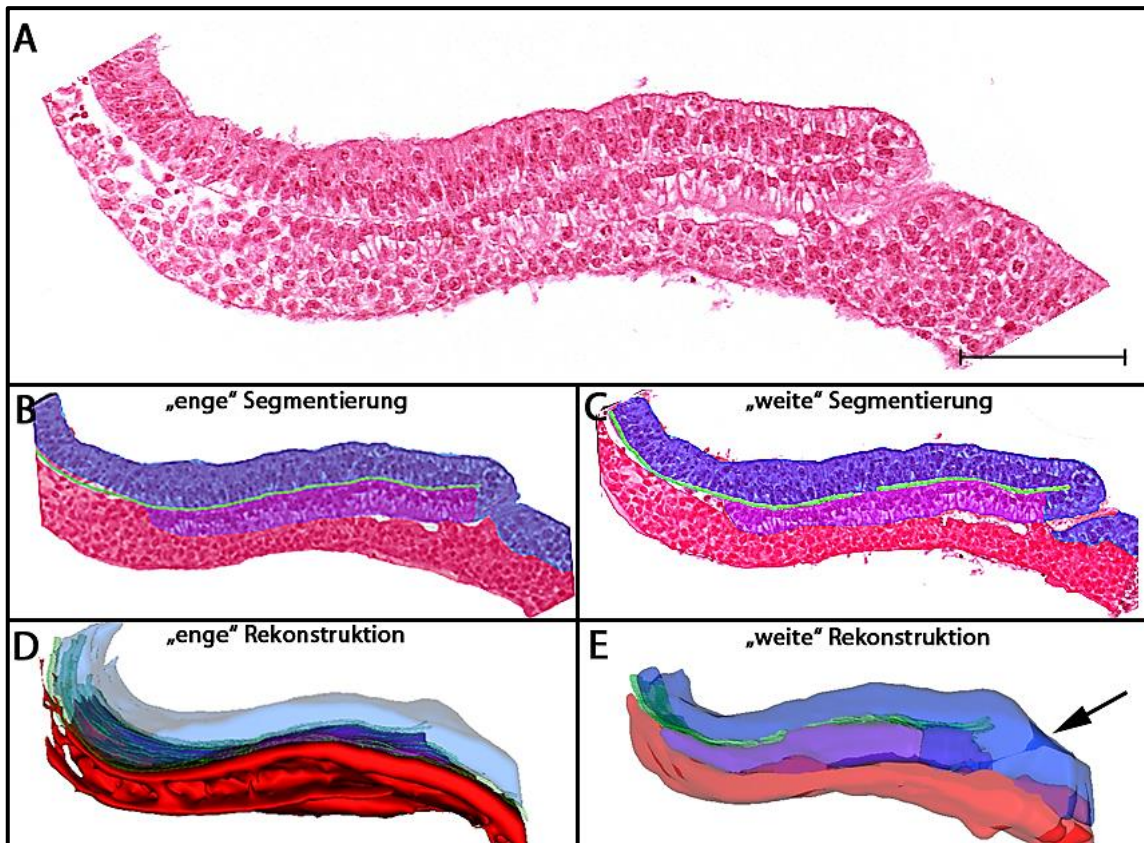 A
B
„enge“ Segmentierung
C
„weite“ Segmentierung
D
„enge“ Rekonstruktion
E
„weite“ Rekonstruktion